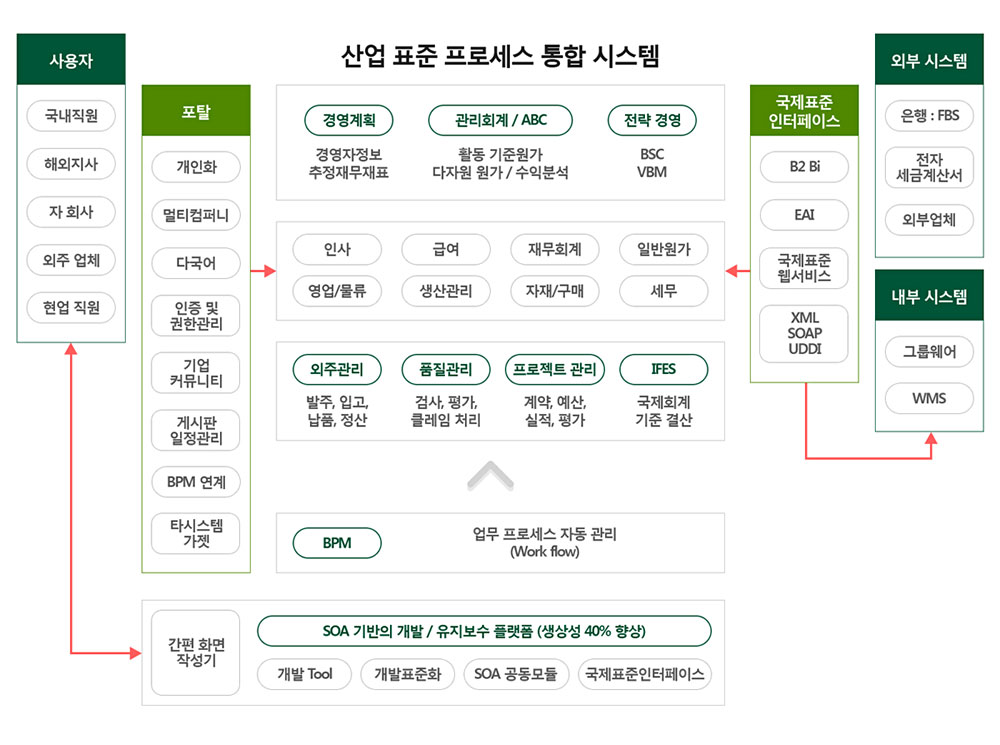 산업 표준 프로세스 통합 시스템
사용자
국내직원
해외지사
자 회사
외주 업체
현업 직원
포탈
개인화
멀티컴퍼니
다국어
인증 및
권한관리
기업
커뮤니티
게시판
일정관리
BPM 연계
타시스템
가젯
경영계획
경영자정보
추정재무재표
관리회계 / ABC
활동 기준원가
다자원 원가 / 수익분석
전략 경영
BSC
VBM
인사
급여
재무회계
일반원가
영업/물류
생산관리
자재/구매
세무
외주관리
발주, 입고,
납품, 정산
품질관리
검사, 평가,
클레임 처리
프로젝트 관리
계약, 예산,
실적, 평가
IFES
국제회계
기준 결산
BPM
업무 프로세스 자동 관리
(Work flow)
국제표준
인터페이스
B2 Bi
EAI
국제표준
웹서비스
XML
SOAP
UDDI
외부 시스템
은행 : FBS
전자
세금계산서
외부업체
내부 시스템
그룹웨어
WMS
간편 화면
작성기
SOA 기반의 개발 / 유지보수 플랫폼 (생상성 40% 향상)
개발 Tool
개발표준화
SOA 공동모듈
국제표준인터페이스